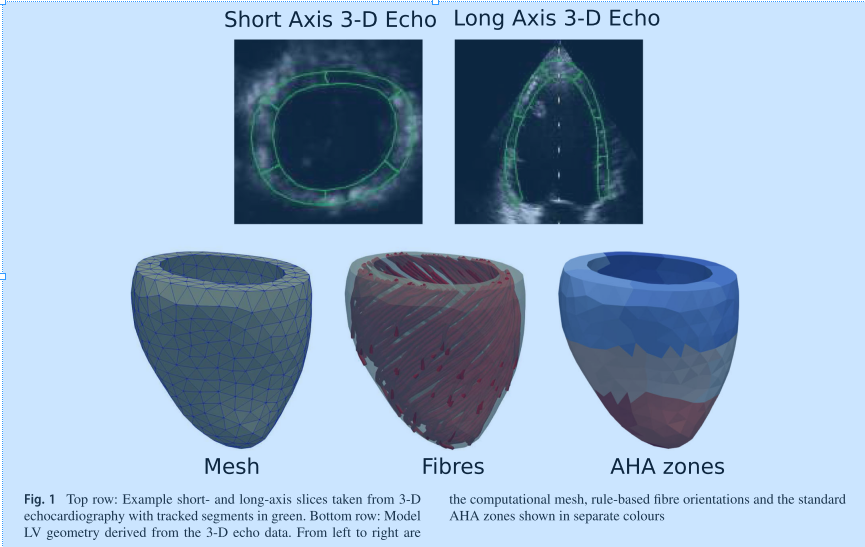 Short Axis 3-D Echo Long Axis 3-D Echo
Mesh Fibres AHA zones
Fig. 1 Top row: Example short- and long-axis slices taken from 3-D
echocardiography with tracked segments in green. Bottom row: Model
LV geometry derived from the 3-D echo data. From left to right are
the computational mesh, rule-based fibre orientations and the standard
AHA zones shown in separate colours